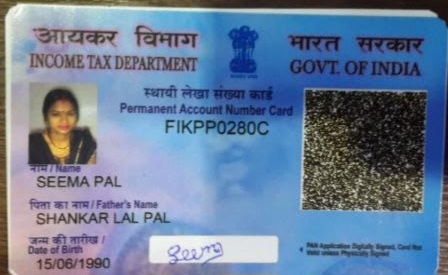 आयकर विभाग
INCOME TAX DEPARTMENT
भारत सरकार
GOVT. OF INDIA
स्थायी लेखा संख्या कार्ड
Permanent Account Number Card
FIKPP0280C
नाम / Name
SEEMA PAL
पिता का नाम / Father's Name
SHANKAR LAL PAL
जन्म की तारीख /
Date of Birth
15/06/1990
Seema
PAN Application Digitally Signed, Card Not
Valid unless Physically Signed